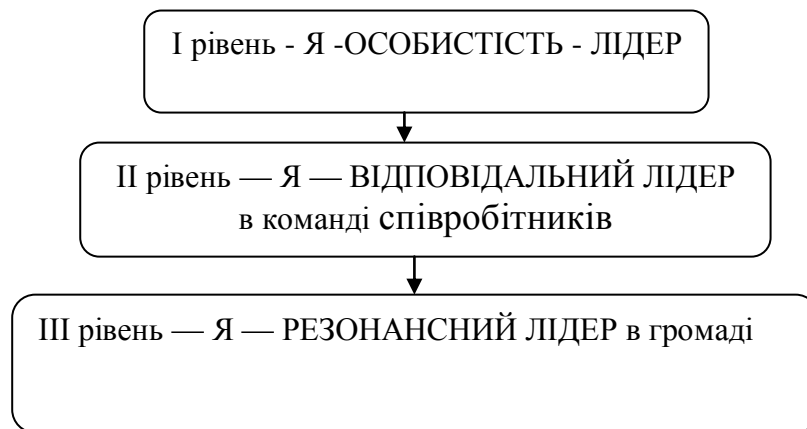 І рівень - Я -ОСОБИСТІСТЬ - ЛІДЕР
ІІ рівень — Я — ВІДПОВІДАЛЬНИЙ ЛІДЕР
в команді співробітників
ІІІ рівень — Я — РЕЗОНАНСНИЙ ЛІДЕР в громаді